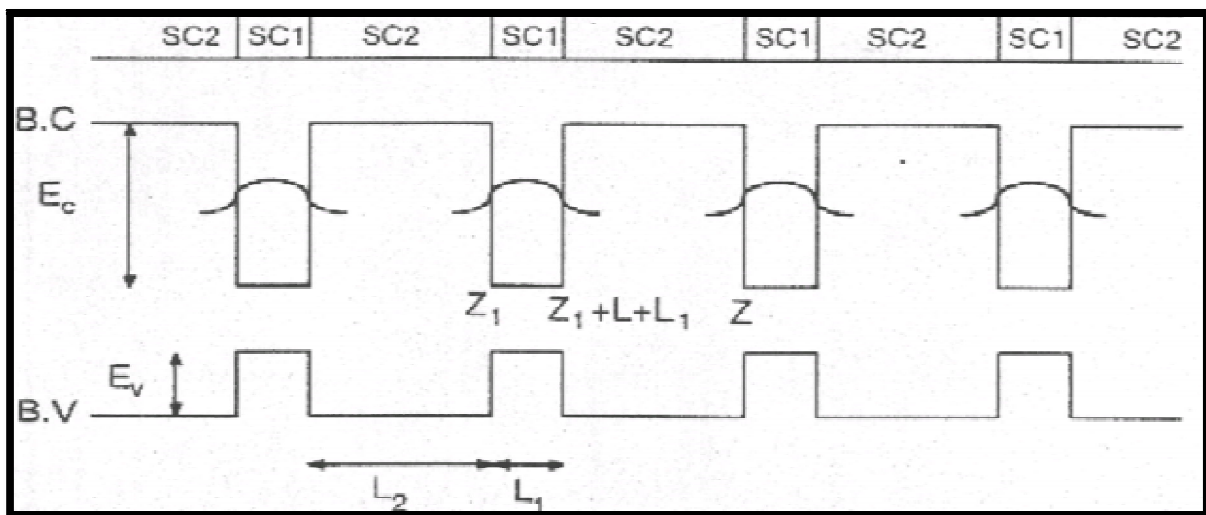 SC2 SC1 SC2 SC1 SC2 SC1 SC2 SC1 SC2
B.C
E_c
Z_1 Z_1+L+L_1 Z
E_v
B.V
L_2 L_1